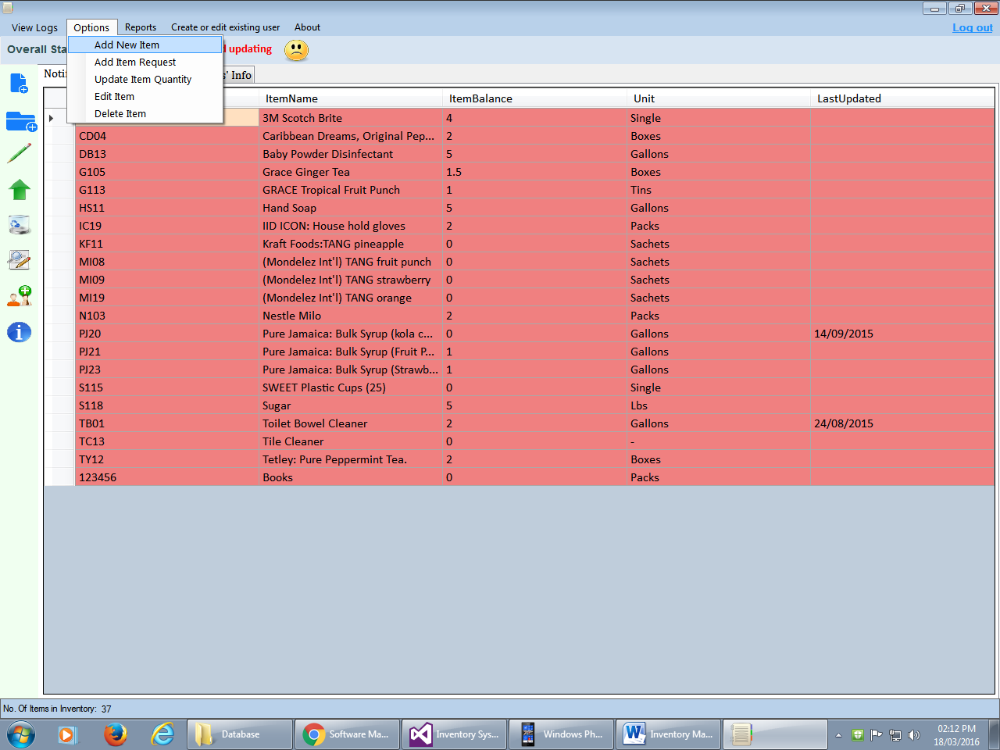 View Logs Options Reports Create or edit existing user About Log out
Overall Sta d updating
Add New Item
Add Item Request
Update Item Quantity
Edit Item
Delete Item
Notif s' Info
ItemName ItemBalance Unit LastUpdated
3M Scotch Brite 4 Single
CD04 Caribbean Dreams, Original Pep... 2 Boxes
DB13 Baby Powder Disinfectant 5 Gallons
G105 Grace Ginger Tea 1.5 Boxes
G113 GRACE Tropical Fruit Punch 1 Tins
HS11 Hand Soap 5 Gallons
IC19 IID ICON: House hold gloves 2 Packs
KF11 Kraft Foods:TANG pineapple 0 Sachets
MI08 (Mondelez Int'l) TANG fruit punch 0 Sachets
MI09 (Mondelez Int'l) TANG strawberry 0 Sachets
MI19 (Mondelez Int'l) TANG orange 0 Sachets
N103 Nestle Milo 2 Packs
PJ20 Pure Jamaica: Bulk Syrup (kola c... 0 Gallons 14/09/2015
PJ21 Pure Jamaica: Bulk Syrup (Fruit P... 1 Gallons
PJ23 Pure Jamaica: Bulk Syrup (Strawb... 1 Gallons
S115 SWEET Plastic Cups (25) 0 Single
S118 Sugar 5 Lbs
TB01 Toilet Bowel Cleaner 2 Gallons 24/08/2015
TC13 Tile Cleaner 0 -
TY12 Tetley: Pure Peppermint Tea. 2 Boxes
123456 Books 0 Packs
No. Of Items in Inventory: 37
Database Software Ma... Inventory Sys... Windows Ph... Inventory Ma... 02:12 PM
18/03/2016